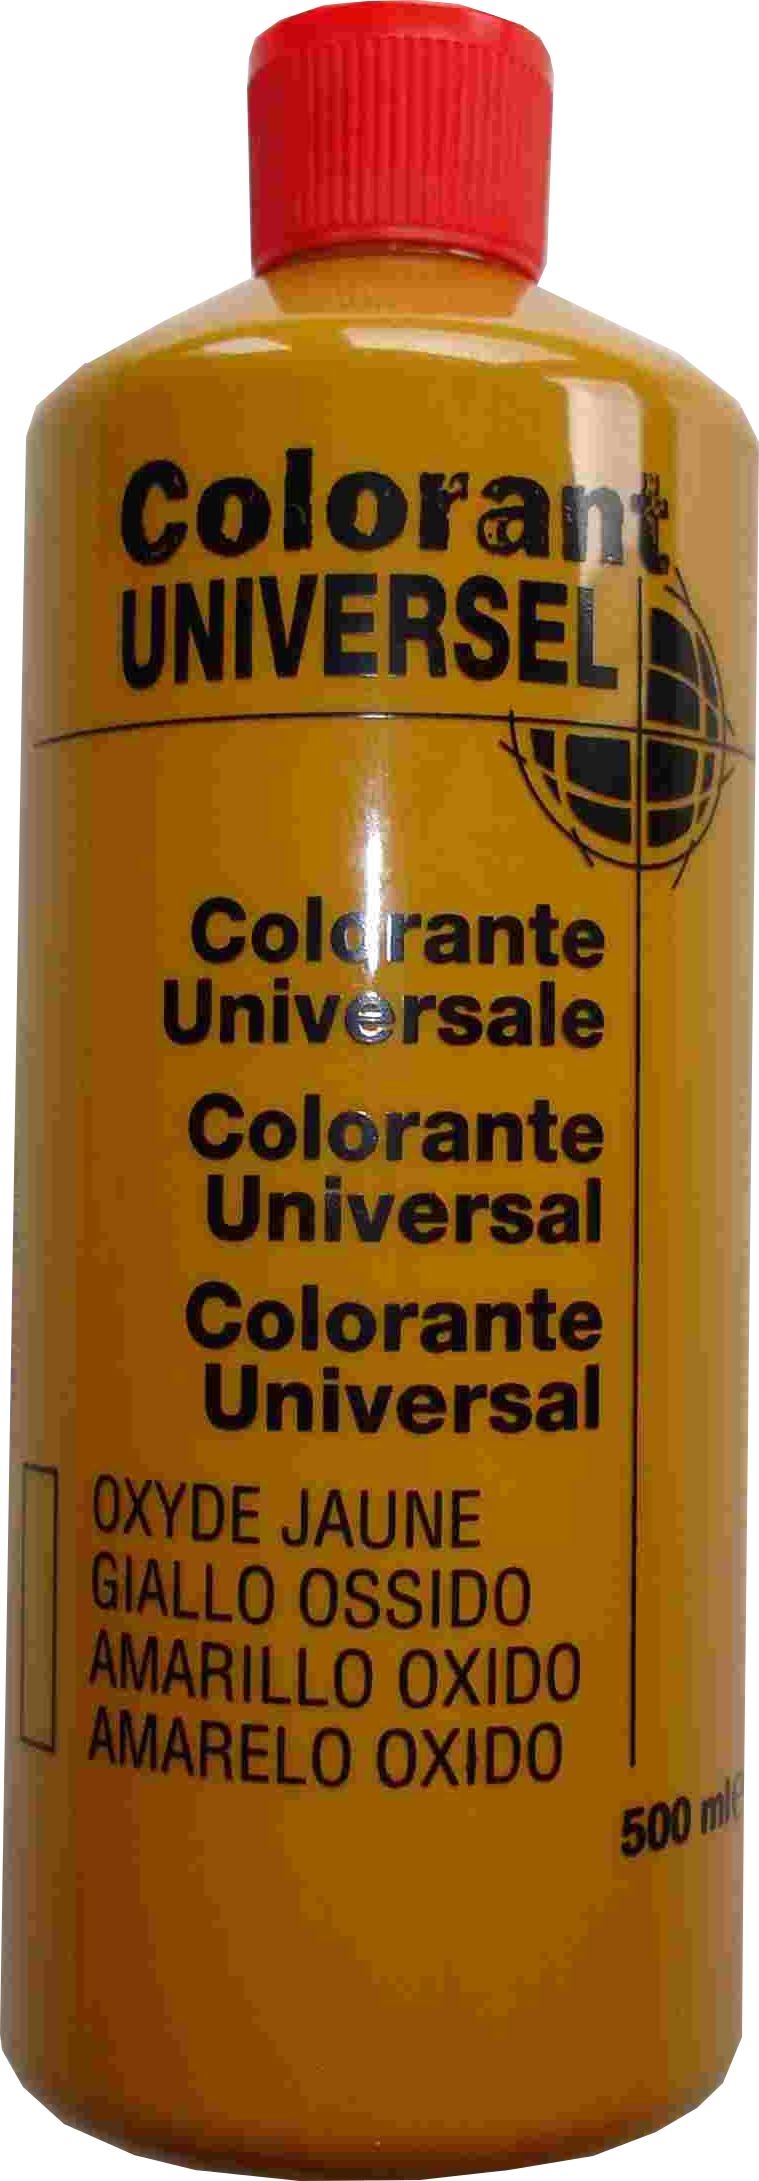 Colorant
UNIVERSEL
Colorante
Universale
Colorante
Universal
Colorante
Universal
OXYDE JAUNE
GIALLO OSSIDO
AMARILLO OXIDO
AMARELO OXIDO
500 ml e